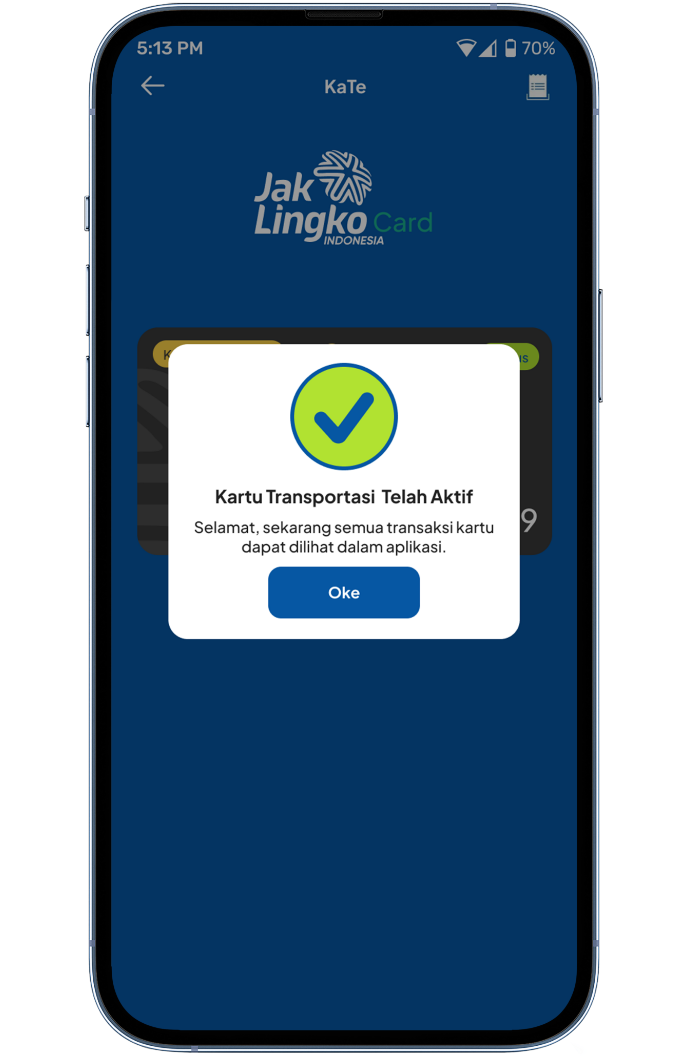 5:13 PM
70%
KaTe
Jak
Lingko Card
INDONESIA
Kartu Transportasi Telah Aktif
Selamat, sekarang semua transaksi kartu
dapat dilihat dalam aplikasi.
9
Oke